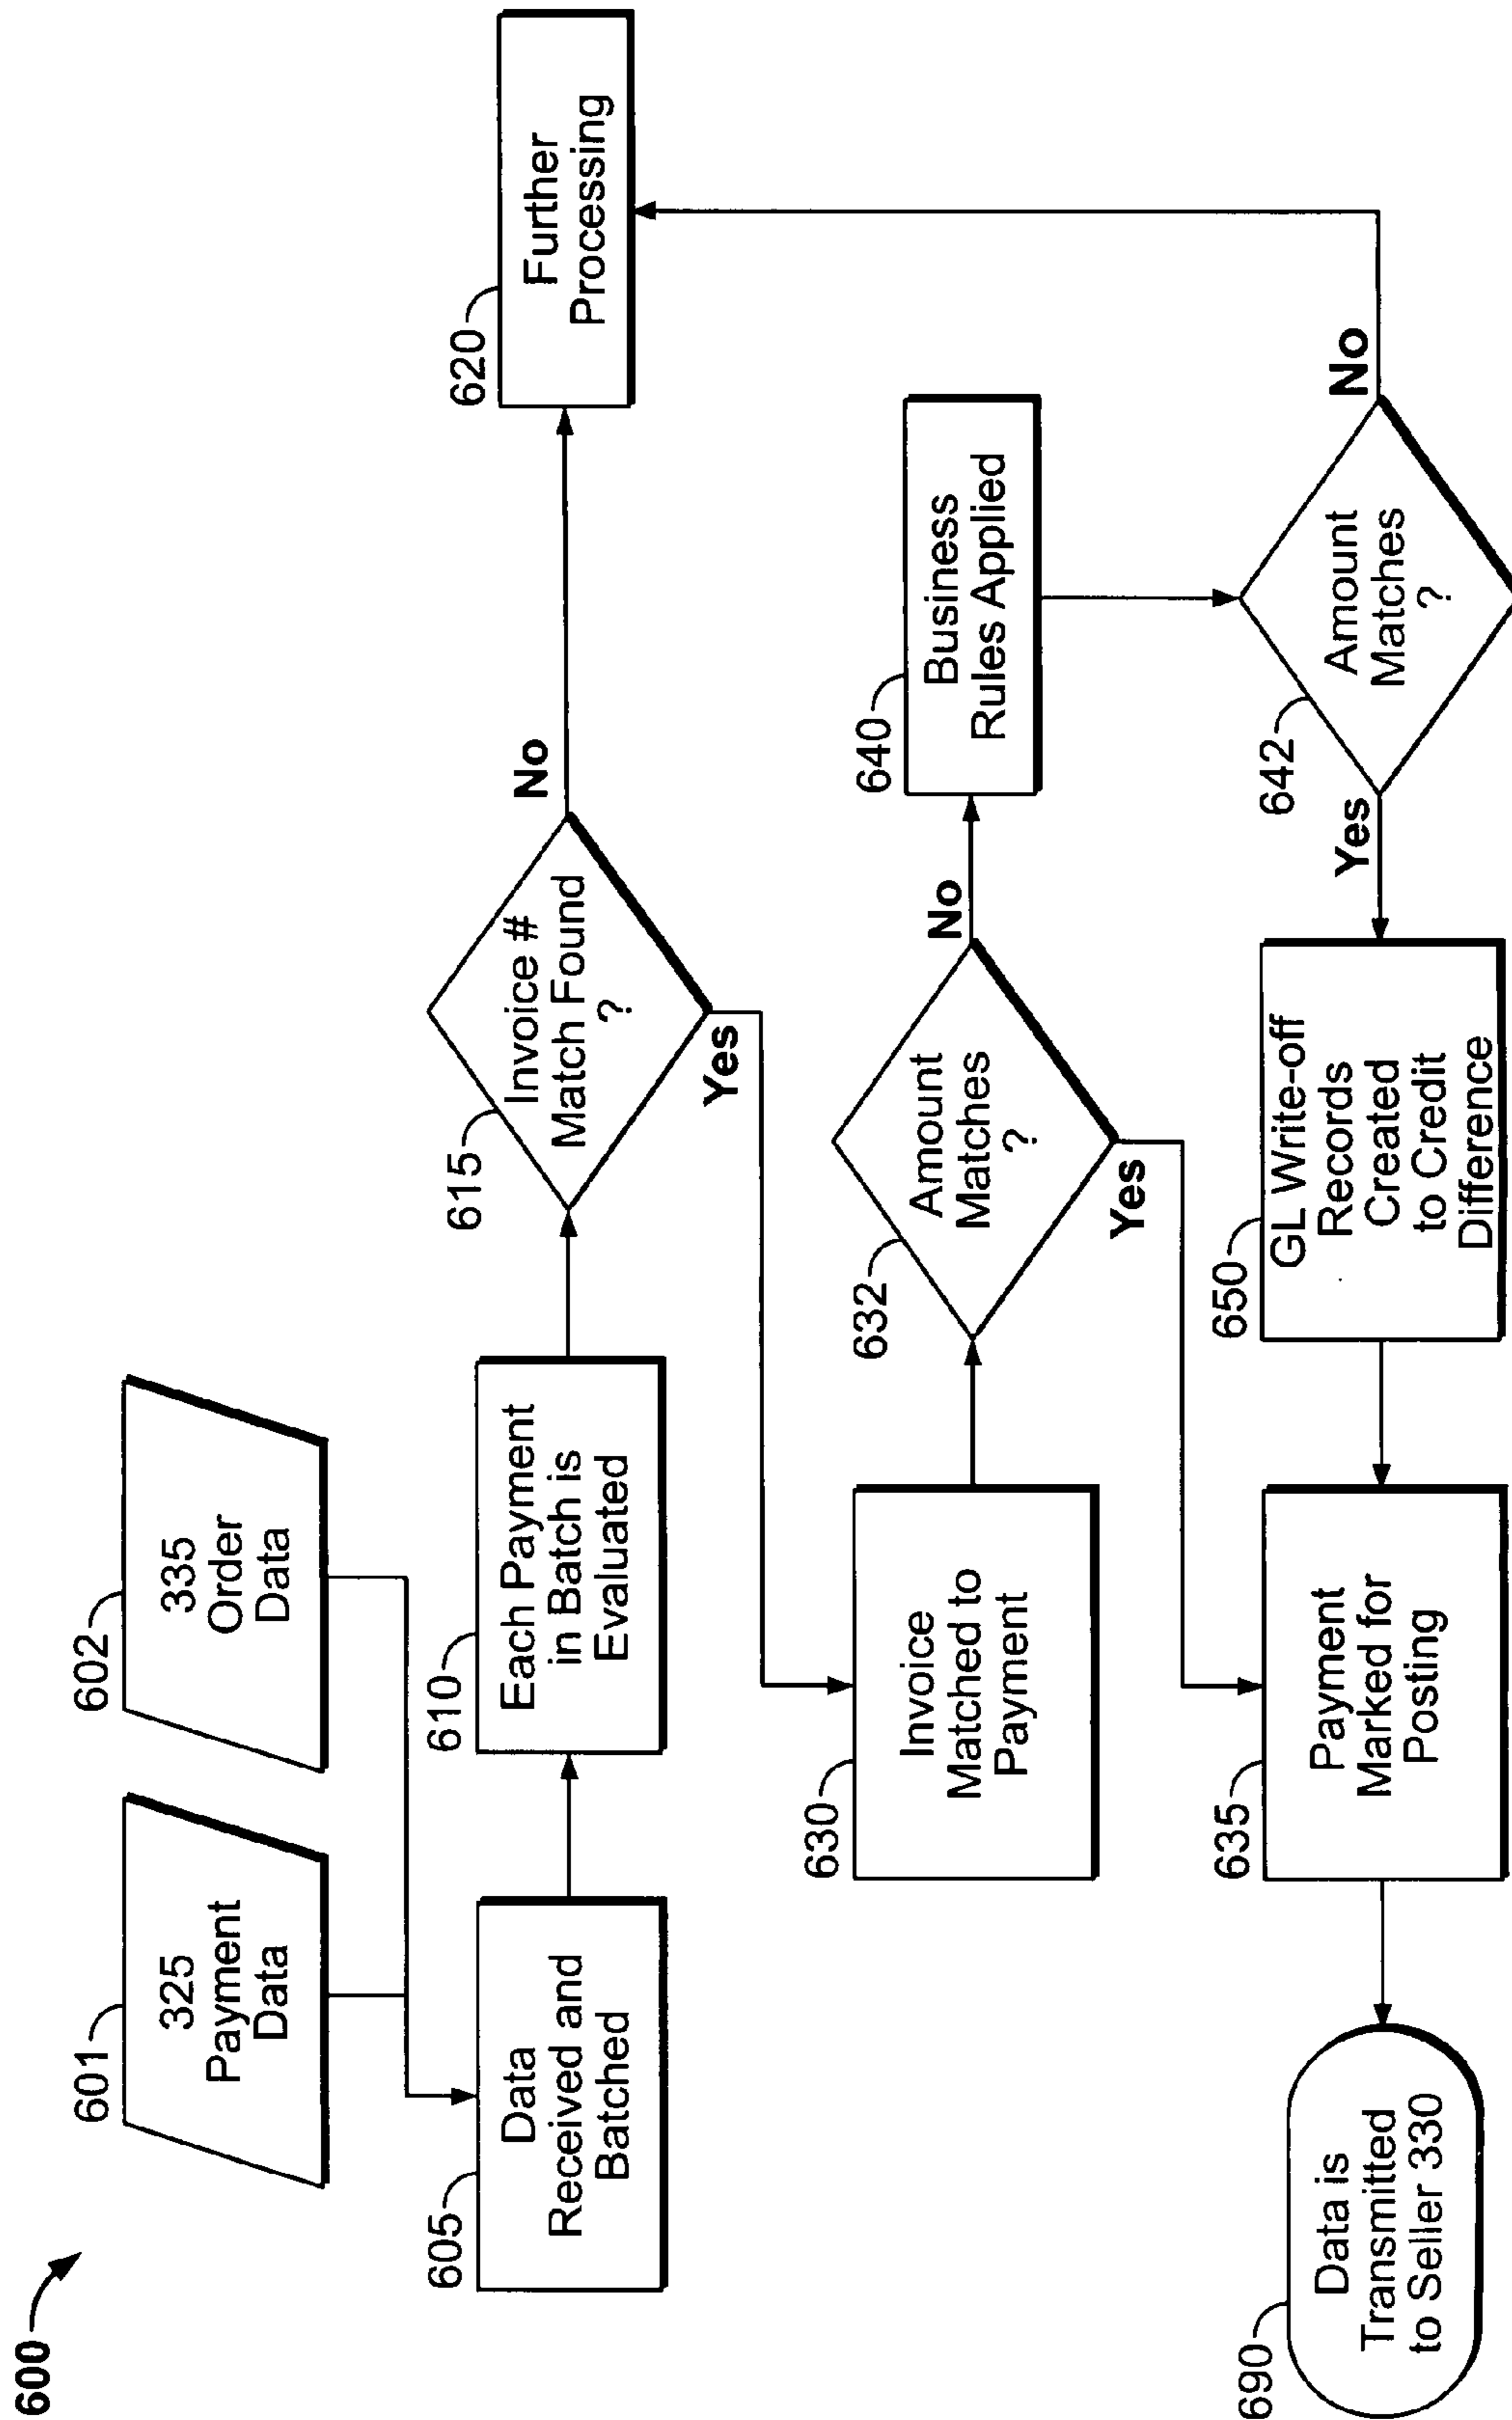 600
601
325
Payment
Data
602
335
Order
Data
605
Data
Received and
Batched
610
Each Payment
in Batch is
Evaluated
615
Invoice #
Match Found
?
No
Yes
620
Further
Processing
630
Invoice
Matched to
Payment
632
Amount
Matches
?
No
Yes
640
Business
Rules Applied
642
Amount
Matches
?
No
Yes
650
GL Write-off
Records
Created
to Credit
Difference
635
Payment
Marked for
Posting
690
Data is
Transmitted
to Seller 330